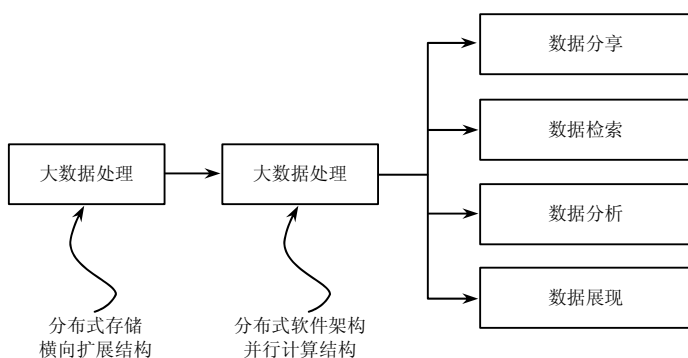 大数据处理
分布式存储
横向扩展结构
大数据处理
分布式软件架构
并行计算结构
数据分享
数据检索
数据分析
数据展现